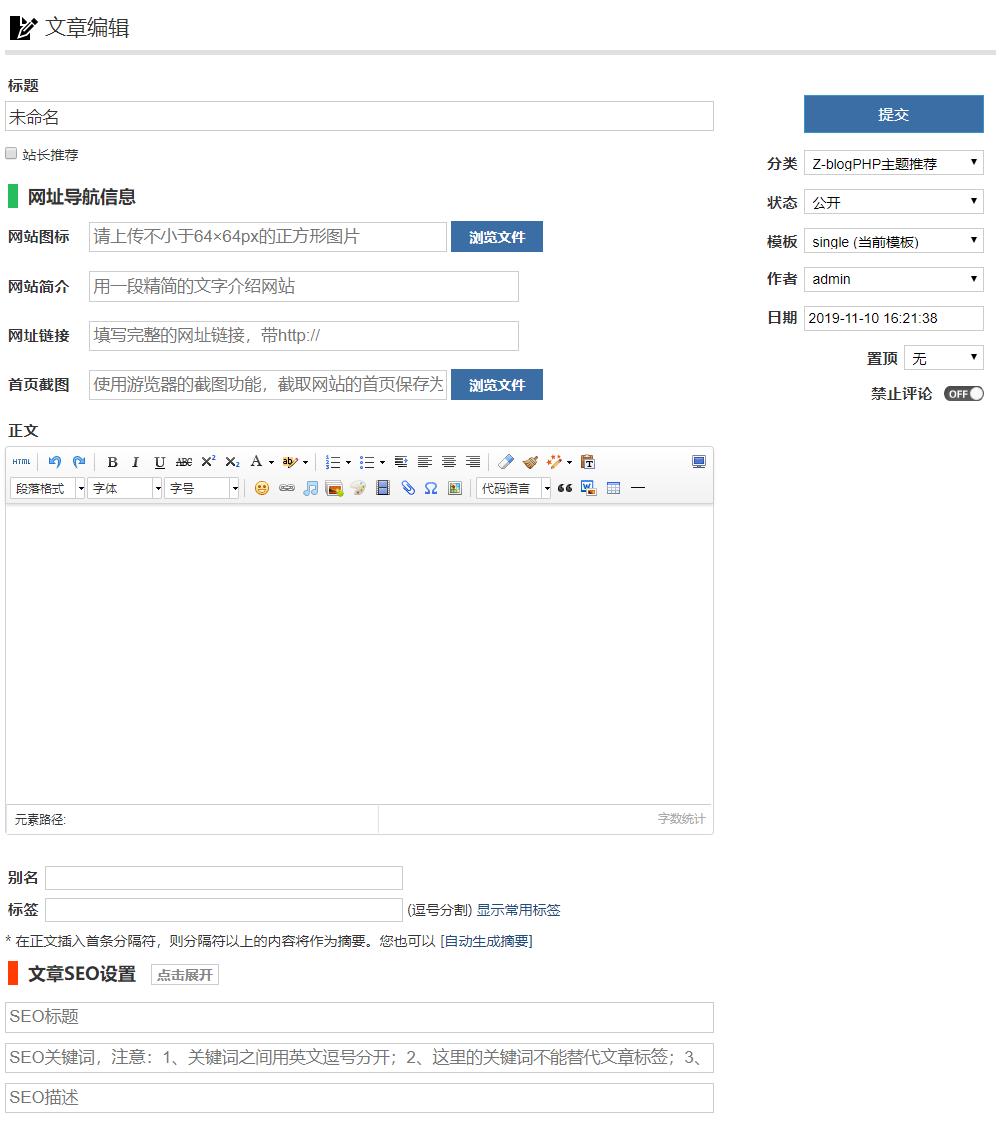 文章编辑
标题
未命名
提交
站长推荐
分类 Z-blogPHP主题推荐
网址导航信息
状态 公开
网站图标 请上传不小于64×64px的正方形图片 浏览文件
模板 single (当前模板)
网站简介 用一段精简的文字介绍网站
作者 admin
网址链接 填写完整的网址链接，带http://
日期 2019-11-10 16:21:38
置顶 无
首页截图 使用游览器的截图功能，截取网站的首页保存为 浏览文件
禁止评论 OFF
正文
HTML B I U ABC X² X₂ A ab T
段落格式 字体 字号 Ω 代码语言 W
元素路径: 字数统计
别名
标签 (逗号分割) 显示常用标签
* 在正文插入首条分隔符，则分隔符以上的内容将作为摘要。您也可以 [自动生成摘要]
文章SEO设置 点击展开
SEO标题
SEO关键词，注意：1、关键词之间用英文逗号分开；2、这里的关键词不能替代文章标签；3、
SEO描述